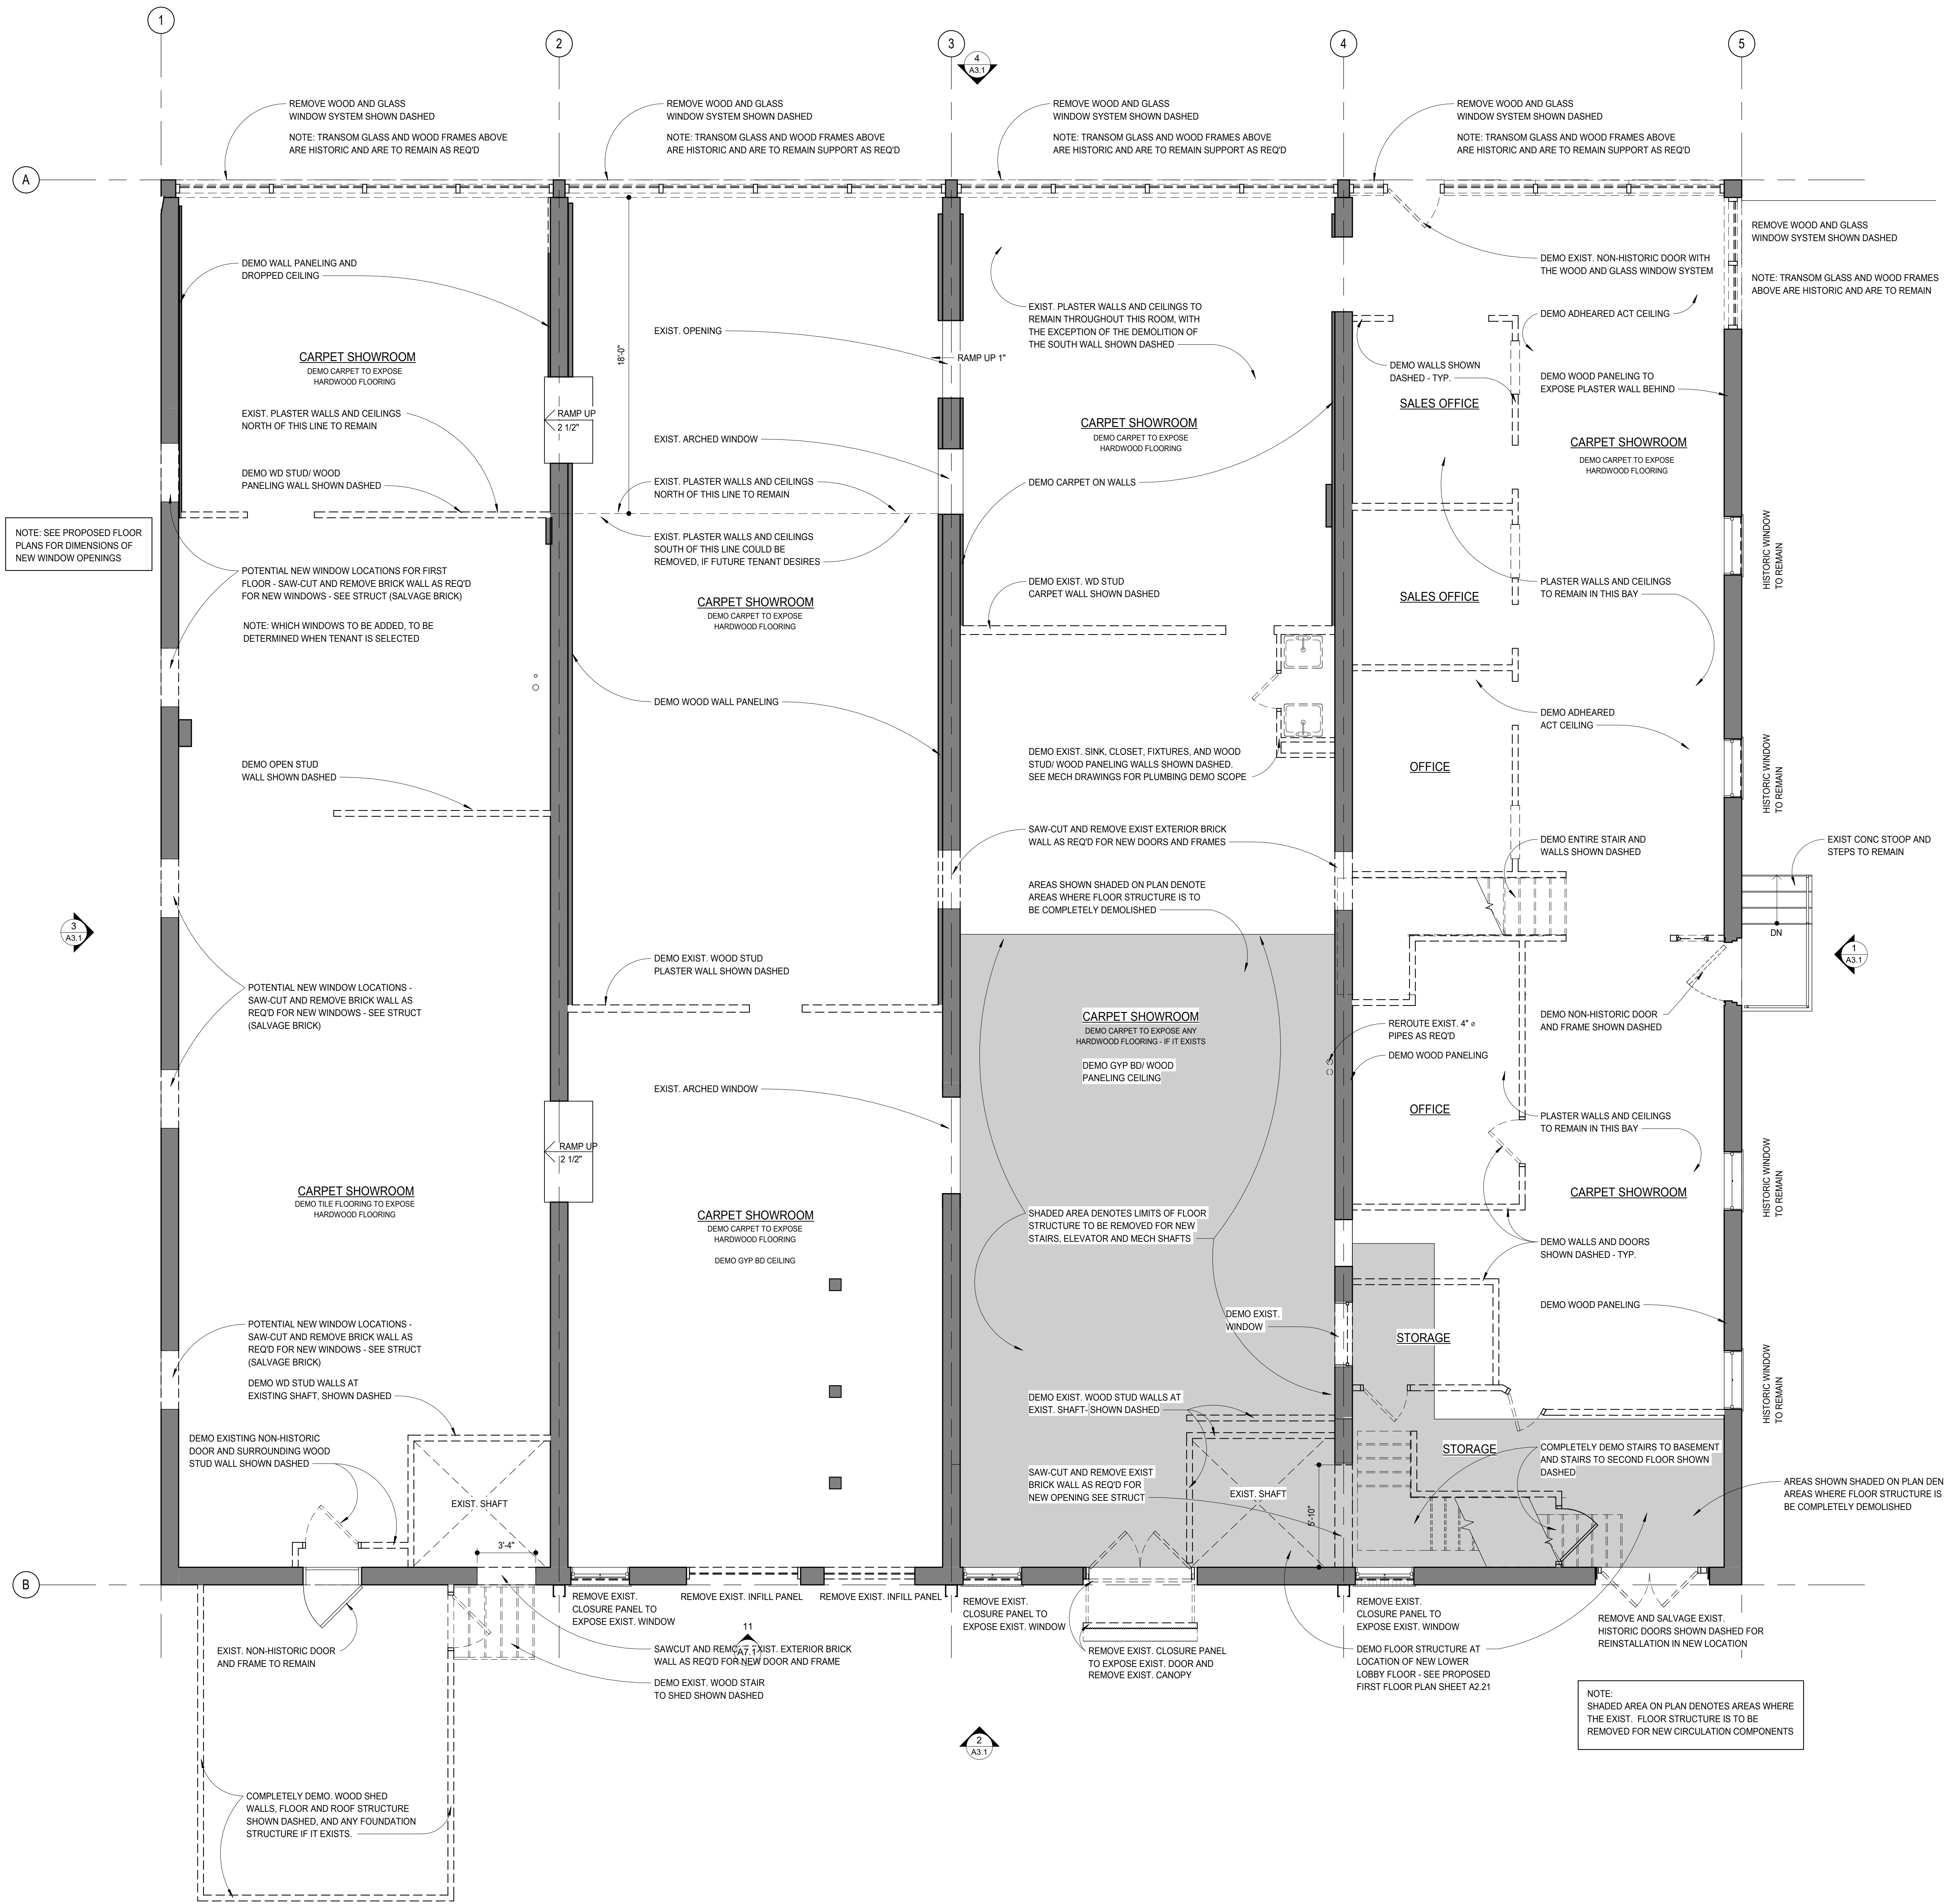 1
2
3
4
5
4
A3.1
REMOVE WOOD AND GLASS
WINDOW SYSTEM SHOWN DASHED
NOTE: TRANSOM GLASS AND WOOD FRAMES ABOVE
ARE HISTORIC AND ARE TO REMAIN AS REQ'D
REMOVE WOOD AND GLASS
WINDOW SYSTEM SHOWN DASHED
NOTE: TRANSOM GLASS AND WOOD FRAMES ABOVE
ARE HISTORIC AND ARE TO REMAIN SUPPORT AS REQ'D
REMOVE WOOD AND GLASS
WINDOW SYSTEM SHOWN DASHED
NOTE: TRANSOM GLASS AND WOOD FRAMES ABOVE
ARE HISTORIC AND ARE TO REMAIN SUPPORT AS REQ'D
REMOVE WOOD AND GLASS
WINDOW SYSTEM SHOWN DASHED
NOTE: TRANSOM GLASS AND WOOD FRAMES ABOVE
ARE HISTORIC AND ARE TO REMAIN SUPPORT AS REQ'D
A
REMOVE WOOD AND GLASS
WINDOW SYSTEM SHOWN DASHED
NOTE: TRANSOM GLASS AND WOOD FRAMES
ABOVE ARE HISTORIC AND ARE TO REMAIN
DEMO WALL PANELING AND
DROPPED CEILING
CARPET SHOWROOM
DEMO CARPET TO EXPOSE
HARDWOOD FLOORING
EXIST. PLASTER WALLS AND CEILINGS
NORTH OF THIS LINE TO REMAIN
DEMO WD STUD/ WOOD
PANELING WALL SHOWN DASHED
NOTE: SEE PROPOSED FLOOR
PLANS FOR DIMENSIONS OF
NEW WINDOW OPENINGS
POTENTIAL NEW WINDOW LOCATIONS FOR FIRST
FLOOR - SAW-CUT AND REMOVE BRICK WALL AS REQ'D
FOR NEW WINDOWS - SEE STRUCT (SALVAGE BRICK)
NOTE: WHICH WINDOWS TO BE ADDED, TO BE
DETERMINED WHEN TENANT IS SELECTED
DEMO OPEN STUD
WALL SHOWN DASHED
3
A3.1
POTENTIAL NEW WINDOW LOCATIONS -
SAW-CUT AND REMOVE BRICK WALL AS
REQ'D FOR NEW WINDOWS - SEE STRUCT
(SALVAGE BRICK)
CARPET SHOWROOM
DEMO TILE FLOORING TO EXPOSE
HARDWOOD FLOORING
POTENTIAL NEW WINDOW LOCATIONS -
SAW-CUT AND REMOVE BRICK WALL AS
REQ'D FOR NEW WINDOWS - SEE STRUCT
(SALVAGE BRICK)
DEMO WD STUD WALLS AT
EXISTING SHAFT, SHOWN DASHED
DEMO EXISTING NON-HISTORIC
DOOR AND SURROUNDING WOOD
STUD WALL SHOWN DASHED
EXIST. SHAFT
3'-4"
B
RAMP UP
2 1/2"
RAMP UP
2 1/2"
18'-0"
EXIST. OPENING
RAMP UP 1"
EXIST. ARCHED WINDOW
EXIST. PLASTER WALLS AND CEILINGS
NORTH OF THIS LINE TO REMAIN
EXIST. PLASTER WALLS AND CEILINGS
SOUTH OF THIS LINE COULD BE
REMOVED, IF FUTURE TENANT DESIRES
CARPET SHOWROOM
DEMO CARPET TO EXPOSE
HARDWOOD FLOORING
DEMO WOOD WALL PANELING
DEMO EXIST. WOOD STUD
PLASTER WALL SHOWN DASHED
EXIST. ARCHED WINDOW
CARPET SHOWROOM
DEMO CARPET TO EXPOSE
HARDWOOD FLOORING
DEMO GYP BD CEILING
EXIST. PLASTER WALLS AND CEILINGS TO
REMAIN THROUGHOUT THIS ROOM, WITH
THE EXCEPTION OF THE DEMOLITION OF
THE SOUTH WALL SHOWN DASHED
CARPET SHOWROOM
DEMO CARPET TO EXPOSE
HARDWOOD FLOORING
DEMO CARPET ON WALLS
DEMO EXIST. WD STUD
CARPET WALL SHOWN DASHED
DEMO EXIST. SINK, CLOSET, FIXTURES, AND WOOD
STUD/ WOOD PANELING WALLS SHOWN DASHED.
SEE MECH DRAWINGS FOR PLUMBING DEMO SCOPE
SAW-CUT AND REMOVE EXIST EXTERIOR BRICK
WALL AS REQ'D FOR NEW DOORS AND FRAMES
AREAS SHOWN SHADED ON PLAN DENOTE
AREAS WHERE FLOOR STRUCTURE IS TO
BE COMPLETELY DEMOLISHED
CARPET SHOWROOM
DEMO CARPET TO EXPOSE ANY
HARDWOOD FLOORING - IF IT EXISTS
DEMO GYP BD/ WOOD
PANELING CEILING
SHADED AREA DENOTES LIMITS OF FLOOR
STRUCTURE TO BE REMOVED FOR NEW
STAIRS, ELEVATOR AND MECH SHAFTS
DEMO EXIST.
WINDOW
DEMO EXIST. WOOD STUD WALLS AT
EXIST. SHAFT- SHOWN DASHED
SAW-CUT AND REMOVE EXIST
BRICK WALL AS REQ'D FOR
NEW OPENING SEE STRUCT
EXIST. SHAFT
5'-10"
DEMO EXIST. NON-HISTORIC DOOR WITH
THE WOOD AND GLASS WINDOW SYSTEM
DEMO ADHEARED ACT CEILING
DEMO WALLS SHOWN
DASHED - TYP.
DEMO WOOD PANELING TO
EXPOSE PLASTER WALL BEHIND
SALES OFFICE
CARPET SHOWROOM
DEMO CARPET TO EXPOSE
HARDWOOD FLOORING
HISTORIC WINDOW
TO REMAIN
PLASTER WALLS AND CEILINGS
TO REMAIN IN THIS BAY
SALES OFFICE
DEMO ADHEARED
ACT CEILING
HISTORIC WINDOW
TO REMAIN
OFFICE
DEMO ENTIRE STAIR AND
WALLS SHOWN DASHED
EXIST CONC STOOP AND
STEPS TO REMAIN
DN
1
A3.1
DEMO NON-HISTORIC DOOR
AND FRAME SHOWN DASHED
REROUTE EXIST. 4" ø
PIPES AS REQ'D
DEMO WOOD PANELING
OFFICE
PLASTER WALLS AND CEILINGS
TO REMAIN IN THIS BAY
HISTORIC WINDOW
TO REMAIN
CARPET SHOWROOM
DEMO WALLS AND DOORS
SHOWN DASHED - TYP.
DEMO WOOD PANELING
STORAGE
HISTORIC WINDOW
TO REMAIN
STORAGE
COMPLETELY DEMO STAIRS TO BASEMENT
AND STAIRS TO SECOND FLOOR SHOWN
DASHED
AREAS SHOWN SHADED ON PLAN DEN
AREAS WHERE FLOOR STRUCTURE IS
BE COMPLETELY DEMOLISHED
EXIST. NON-HISTORIC DOOR
AND FRAME TO REMAIN
REMOVE EXIST.
CLOSURE PANEL TO
EXPOSE EXIST. WINDOW
REMOVE EXIST. INFILL PANEL
REMOVE EXIST. INFILL PANEL
11
A7.1
SAWCUT AND REMOVE EXIST. EXTERIOR BRICK
WALL AS REQ'D FOR NEW DOOR AND FRAME
DEMO EXIST. WOOD STAIR
TO SHED SHOWN DASHED
REMOVE EXIST.
CLOSURE PANEL TO
EXPOSE EXIST. WINDOW
REMOVE EXIST. CLOSURE PANEL
TO EXPOSE EXIST. DOOR AND
REMOVE EXIST. CANOPY
REMOVE EXIST.
CLOSURE PANEL TO
EXPOSE EXIST. WINDOW
DEMO FLOOR STRUCTURE AT
LOCATION OF NEW LOWER
LOBBY FLOOR - SEE PROPOSED
FIRST FLOOR PLAN SHEET A2.21
REMOVE AND SALVAGE EXIST.
HISTORIC DOORS SHOWN DASHED FOR
REINSTALLATION IN NEW LOCATION
NOTE:
SHADED AREA ON PLAN DENOTES AREAS WHERE
THE EXIST. FLOOR STRUCTURE IS TO BE
REMOVED FOR NEW CIRCULATION COMPONENTS
2
A3.1
COMPLETELY DEMO. WOOD SHED
WALLS, FLOOR AND ROOF STRUCTURE
SHOWN DASHED, AND ANY FOUNDATION
STRUCTURE IF IT EXISTS.